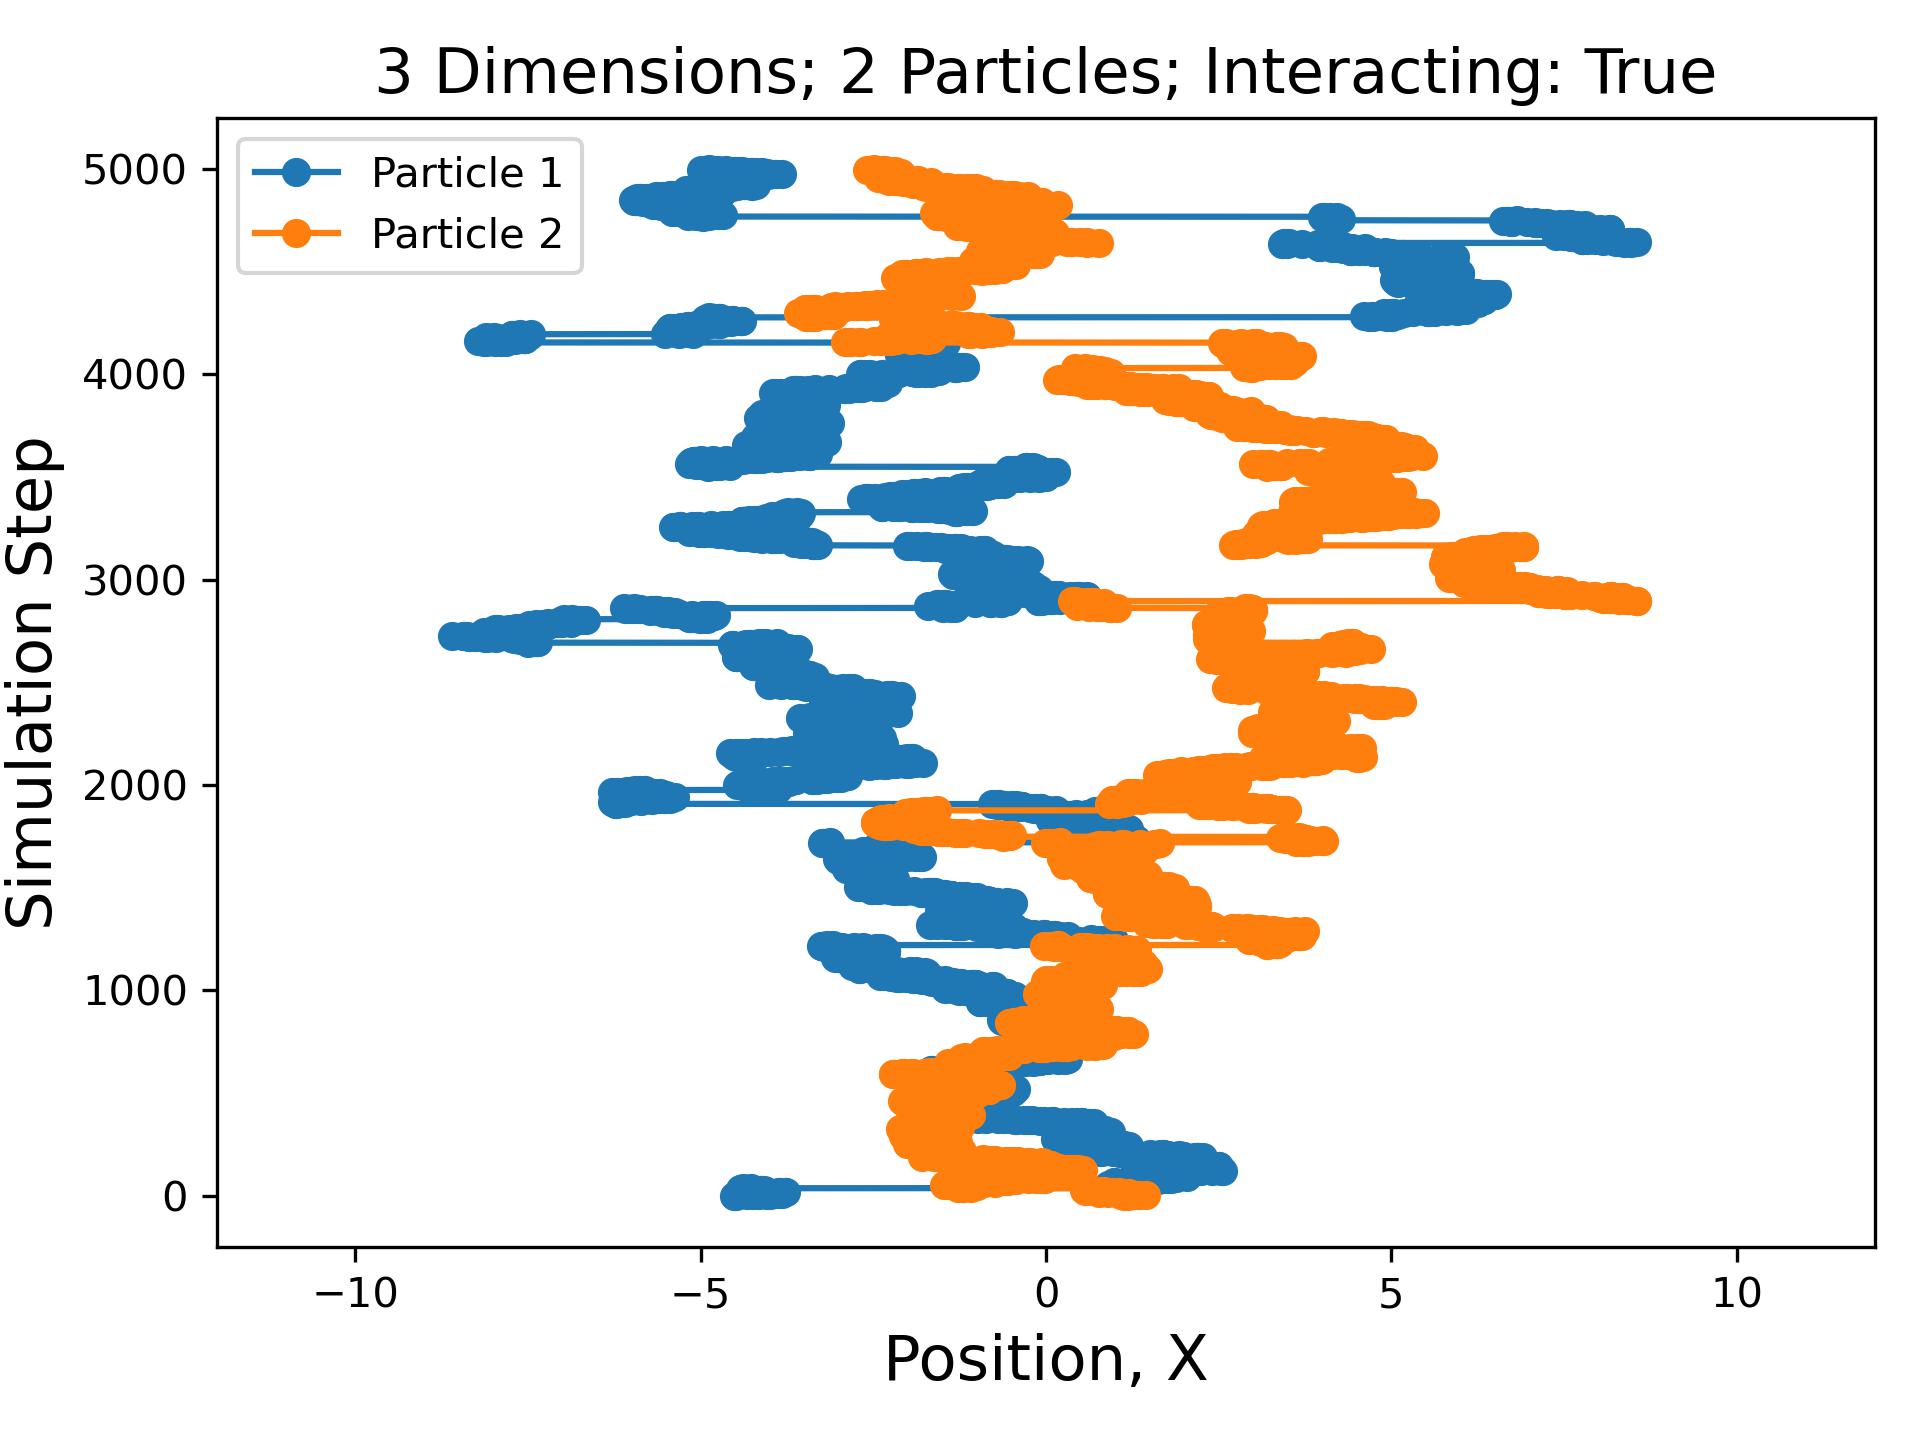 3 Dimensions; 2 Particles; Interacting: True
Particle 1
Particle 2
5000
4000
3000
2000
1000
0
Simulation Step
−10
−5
0
5
10
Position, X